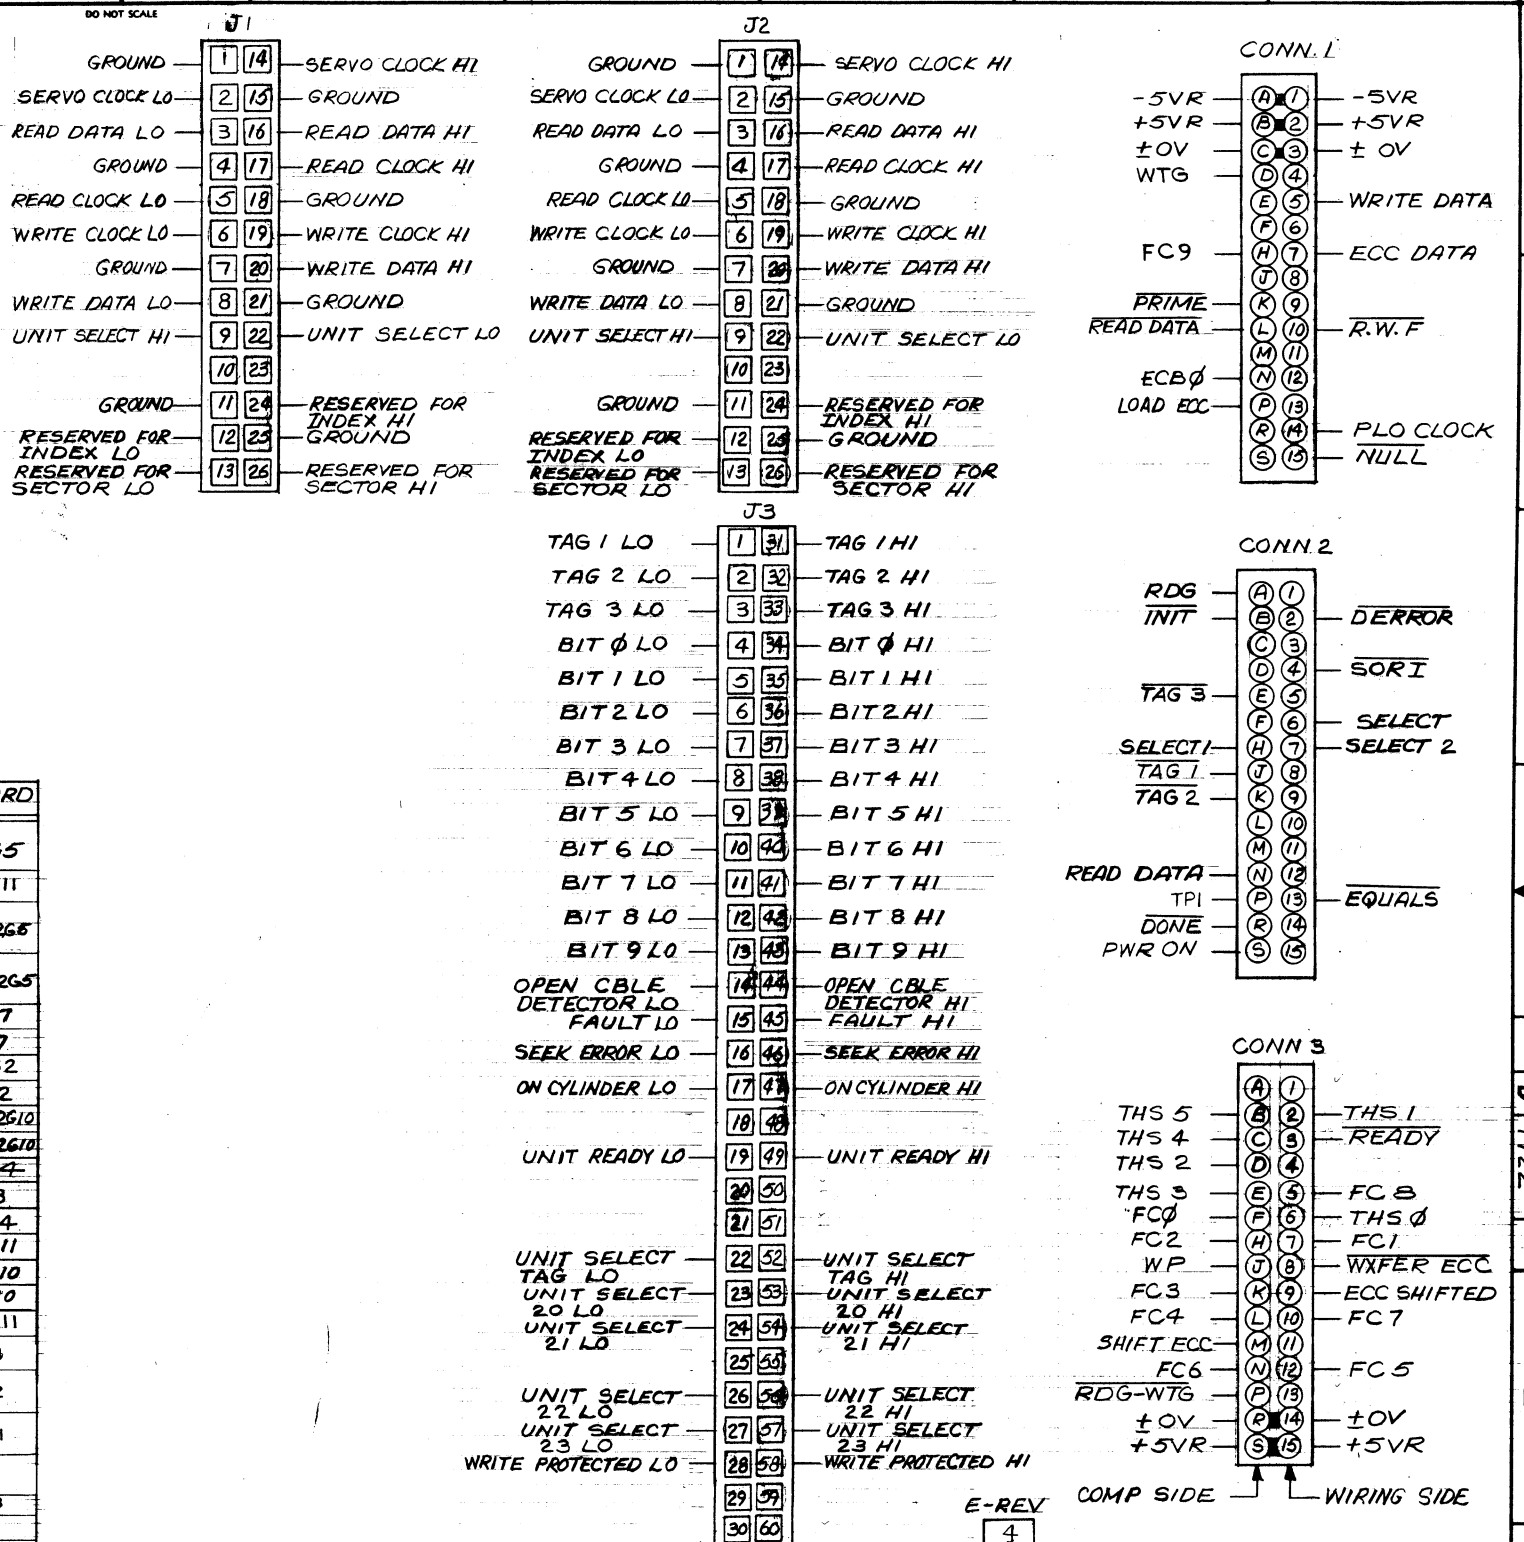 DO NOT SCALE
J1
GROUND 1 14 SERVO CLOCK HI
SERVO CLOCK LO 2 15 GROUND
READ DATA LO 3 16 READ DATA HI
GROUND 4 17 READ CLOCK HI
READ CLOCK LO 5 18 GROUND
WRITE CLOCK LO 6 19 WRITE CLOCK HI
GROUND 7 20 WRITE DATA HI
WRITE DATA LO 8 21 GROUND
UNIT SELECT HI 9 22 UNIT SELECT LO
10 23
GROUND 11 24 RESERVED FOR
INDEX HI
RESERVED FOR 12 25 GROUND
INDEX LO
RESERVED FOR 13 26 RESERVED FOR
SECTOR LO SECTOR HI
J2
GROUND 1 14 SERVO CLOCK HI
SERVO CLOCK LO 2 15 GROUND
READ DATA LO 3 16 READ DATA HI
GROUND 4 17 READ CLOCK HI
READ CLOCK LO 5 18 GROUND
WRITE CLOCK LO 6 19 WRITE CLOCK HI
GROUND 7 20 WRITE DATA HI
WRITE DATA LO 8 21 GROUND
UNIT SELECT HI 9 22 UNIT SELECT LO
10 23
GROUND 11 24 RESERVED FOR
INDEX HI
RESERVED FOR 12 25 GROUND
INDEX LO
RESERVED FOR 13 26 RESERVED FOR
SECTOR LO SECTOR HI
J3
TAG 1 LO 1 31 TAG 1 HI
TAG 2 LO 2 32 TAG 2 HI
TAG 3 LO 3 33 TAG 3 HI
BIT Ø LO 4 34 BIT Ø HI
BIT 1 LO 5 35 BIT 1 HI
BIT 2 LO 6 36 BIT 2 HI
BIT 3 LO 7 37 BIT 3 HI
BIT 4 LO 8 38 BIT 4 HI
BIT 5 LO 9 39 BIT 5 HI
BIT 6 LO 10 40 BIT 6 HI
BIT 7 LO 11 41 BIT 7 HI
BIT 8 LO 12 42 BIT 8 HI
BIT 9 LO 13 43 BIT 9 HI
OPEN CBLE 14 44 OPEN CBLE
DETECTOR LO DETECTOR HI
FAULT LO 15 45 FAULT HI
SEEK ERROR LO 16 46 SEEK ERROR HI
ON CYLINDER LO 17 47 ON CYLINDER HI
18 48
UNIT READY LO 19 49 UNIT READY HI
20 50
21 51
UNIT SELECT 22 52 UNIT SELECT
TAG LO TAG HI
UNIT SELECT 23 53 UNIT SELECT
20 LO 20 HI
UNIT SELECT 24 54 UNIT SELECT
21 LO 21 HI
25 55
UNIT SELECT 26 56 UNIT SELECT
22 LO 22 HI
UNIT SELECT 27 57 UNIT SELECT
23 LO 23 HI
WRITE PROTECTED LO 28 58 WRITE PROTECTED HI
29 59
30 60
E-REV
4
CONN. 1
-5VR A 1 -5VR
+5VR B 2 +5VR
±0V C 3 ± 0V
WTG D 4
E 5 WRITE DATA
F 6
FC9 H 7 ECC DATA
J 8
PRIME K 9
READ DATA L 10 R.W.F
M 11
ECBØ N 12
LOAD ECC P 13
R 14 PLO CLOCK
S 15 NULL
CONN. 2
RDG A 1
INIT B 2 DERROR
C 3
D 4 SORI
TAG 3 E 5
F 6 SELECT
SELECT1 H 7 SELECT 2
TAG 1 J 8
TAG 2 K 9
L 10
M 11
READ DATA N 12
TP1 P 13 EQUALS
DONE R 14
PWR ON S 15
CONN 3
A 1
THS 5 B 2 THS 1
THS 4 C 3 READY
THS 2 D 4
THS 3 E 5 FC 8
FCØ F 6 THS Ø
FC2 H 7 FC1
WP J 8 WXFER ECC
FC3 K 9 ECC SHIFTED
FC4 L 10 FC 7
SHIFT ECC M 11
FC6 N 12 FC 5
RDG-WTG P 13
±0V R 14 ±0V
+5VR S 15 +5VR
COMP SIDE WIRING SIDE